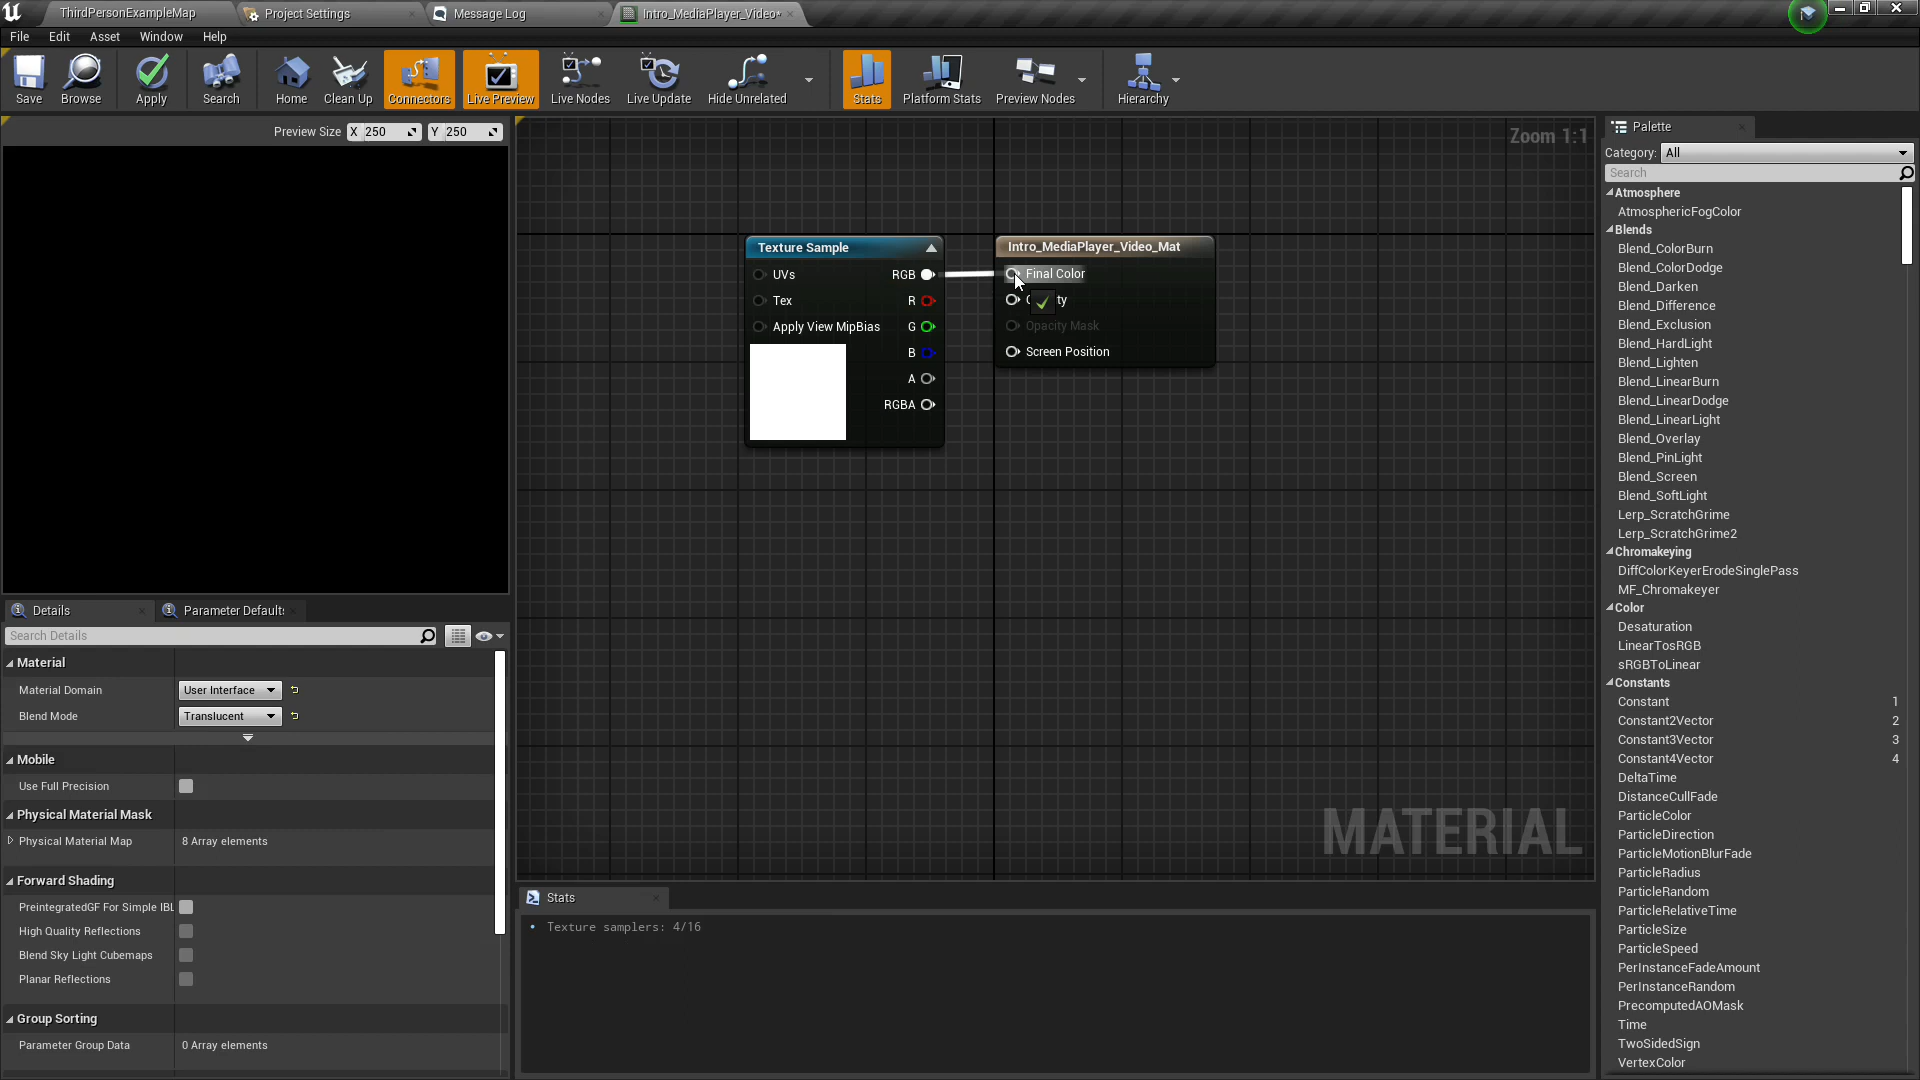 ThirdPersonExampleMap
Project Settings
Message Log
Intro_MediaPlayer_Video*
File Edit Asset Window Help
Save Browse Apply Search Home Clean Up Connectors Live Preview Live Nodes Live Update Hide Unrelated Stats Platform Stats Preview Nodes Hierarchy
Preview Size X 250 Y 250
Zoom 1:1
Texture Sample
UVs RGB
Tex R
Apply View MipBias G
B
A
RGBA
Intro_MediaPlayer_Video_Mat
Final Color
Opacity Mask
Screen Position
MATERIAL
Details
Parameter Defaults
Search Details
Material
Material Domain User Interface
Blend Mode Translucent
Mobile
Use Full Precision
Physical Material Mask
Physical Material Map 8 Array elements
Forward Shading
PreintegratedGF For Simple IBL
High Quality Reflections
Blend Sky Light Cubemaps
Planar Reflections
Group Sorting
Parameter Group Data 0 Array elements
Stats
• Texture samplers: 4/16
Palette
Category: All
Search
Atmosphere
AtmosphericFogColor
Blends
Blend_ColorBurn
Blend_ColorDodge
Blend_Darken
Blend_Difference
Blend_Exclusion
Blend_HardLight
Blend_Lighten
Blend_LinearBurn
Blend_LinearDodge
Blend_LinearLight
Blend_Overlay
Blend_PinLight
Blend_Screen
Blend_SoftLight
Lerp_ScratchGrime
Lerp_ScratchGrime2
Chromakeying
DiffColorKeyerErodeSinglePass
MF_Chromakeyer
Color
Desaturation
LinearTosRGB
sRGBToLinear
Constants
Constant 1
Constant2Vector 2
Constant3Vector 3
Constant4Vector 4
DeltaTime
DistanceCullFade
ParticleColor
ParticleDirection
ParticleMotionBlurFade
ParticleRadius
ParticleRandom
ParticleRelativeTime
ParticleSize
ParticleSpeed
PerInstanceFadeAmount
PerInstanceRandom
PrecomputedAOMask
Time
TwoSidedSign
VertexColor